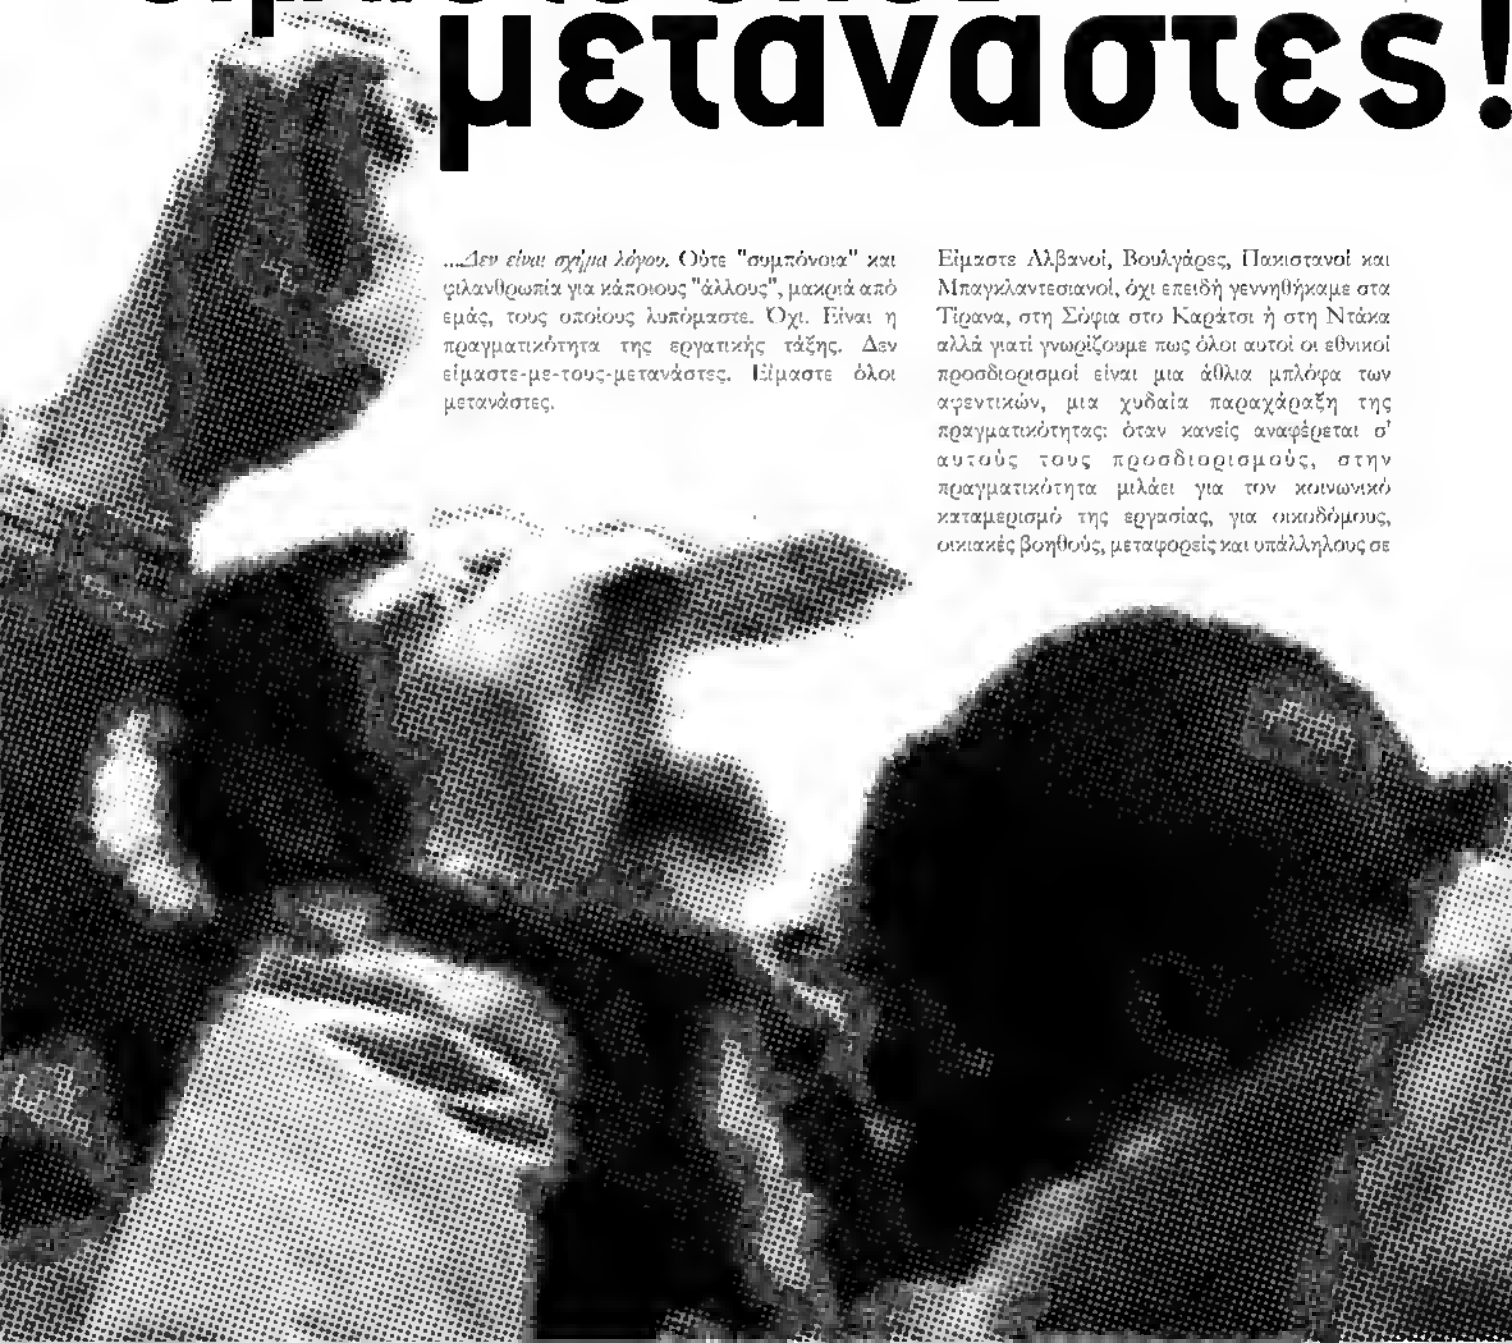 μετανάστες!
...Δεν είναι σχήμα λόγου. Ούτε "συμπόνοια" και
φιλανθρωπία για κάποιους "άλλους", μακριά από
εμάς, τους οποίους λυπόμαστε. Όχι. Είναι η
πραγματικότητα της εργατικής τάξης. Δεν
είμαστε-με-τους-μετανάστες. Είμαστε όλοι
μετανάστες.
Είμαστε Αλβανοί, Βουλγάρες, Πακιστανοί και
Μπαγκλαντεσιανοί, όχι επειδή γεννηθήκαμε στα
Τίρανα, στη Σόφια στο Καράτσι ή στη Ντάκα
αλλά γιατί γνωρίζουμε πως όλοι αυτοί οι εθνικοί
προσδιορισμοί είναι μια άθλια μπλόφα των
αφεντικών, μια χυδαία παραχάραξη της
πραγματικότητας: όταν κανείς αναφέρεται σ'
αυτούς τους προσδιορισμούς, στην
πραγματικότητα μιλάει για τον κοινωνικό
καταμερισμό της εργασίας, για οικοδόμους,
οικιακές βοηθούς, μεταφορείς και υπάλληλους σε